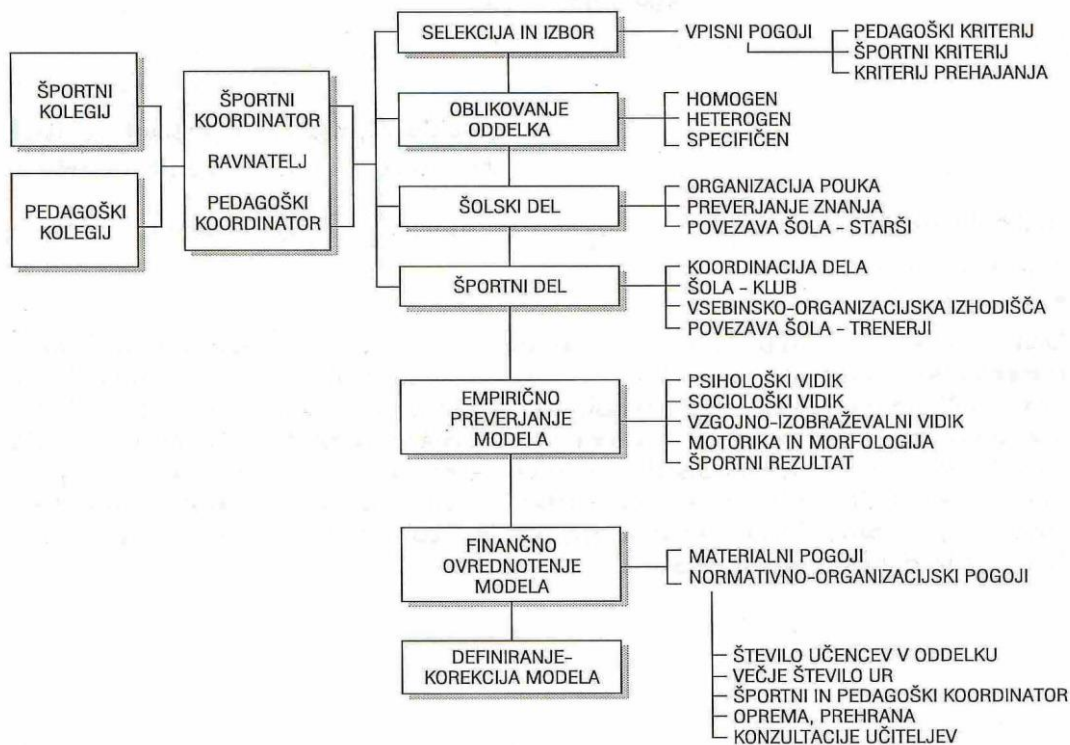 ŠPORTNI
KOLEGIJ
PEDAGOŠKI
KOLEGIJ
ŠPORTNI
KOORDINATOR
RAVNATELJ
PEDAGOŠKI
KOORDINATOR
SELEKCIJA IN IZBOR
VPISNI POGOJI
PEDAGOŠKI KRITERIJ
ŠPORTNI KRITERIJ
KRITERIJ PREHAJANJA
OBLIKOVANJE
ODDELKA
HOMOGEN
HETEROGEN
SPECIFIČEN
ŠOLSKI DEL
ORGANIZACIJA POUKA
PREVERJANJE ZNANJA
POVEZAVA ŠOLA - STARŠI
ŠPORTNI DEL
KOORDINACIJA DELA
ŠOLA - KLUB
VSEBINSKO-ORGANIZACIJSKA IZHODIŠČA
POVEZAVA ŠOLA - TRENERJI
EMPIRIČNO
PREVERJANJE
MODELA
PSIHOLOŠKI VIDIK
SOCIOLOŠKI VIDIK
VZGOJNO-IZOBRAŽEVALNI VIDIK
MOTORIKA IN MORFOLOGIJA
ŠPORTNI REZULTAT
FINANČNO
OVREDNOTENJE
MODELA
MATERIALNI POGOJI
NORMATIVNO-ORGANIZACIJSKI POGOJI
DEFINIRANJE-
KOREKCIJA MODELA
ŠTEVILO UČENCEV V ODDELKU
VEČJE ŠTEVILO UR
ŠPORTNI IN PEDAGOŠKI KOORDINATOR
OPREMA, PREHRANA
KONZULTACIJE UČITELJEV